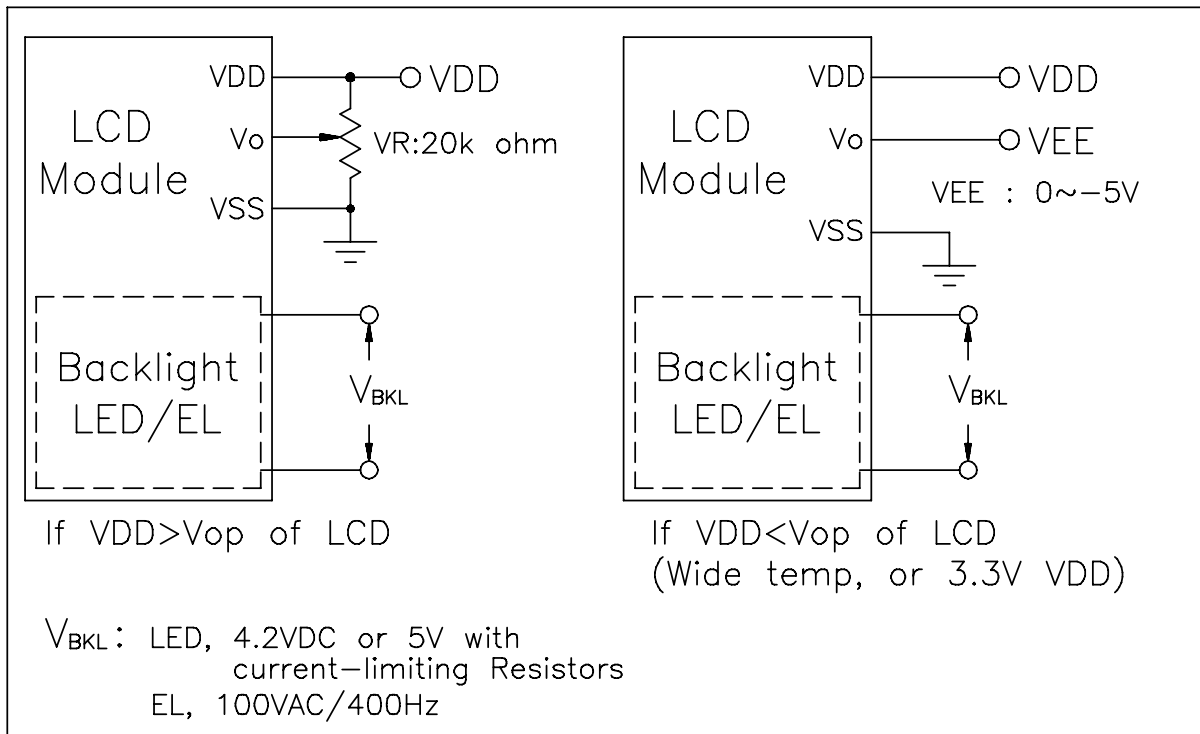 VDD
VDD
LCD
Module
Vo
VR:20k ohm
VSS
Backlight
LED/EL
VBKL
If VDD>Vop of LCD
VDD
VDD
LCD
Module
Vo
VEE
VEE : 0~-5V
VSS
Backlight
LED/EL
VBKL
If VDD<Vop of LCD
(Wide temp, or 3.3V VDD)
VBKL: LED, 4.2VDC or 5V with
current-limiting Resistors
EL, 100VAC/400Hz